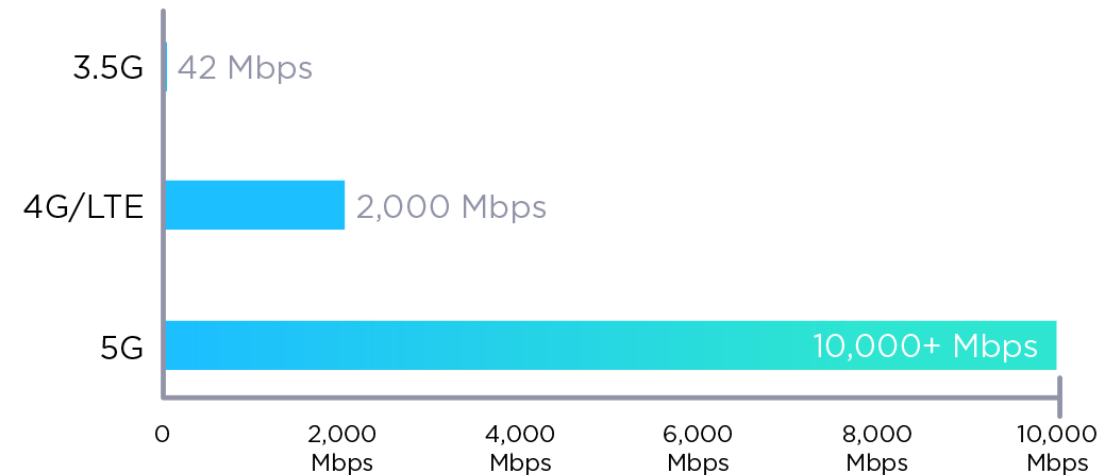 3.5G 42 Mbps
4G/LTE 2,000 Mbps
5G 10,000+ Mbps
0 2,000 4,000 6,000 8,000 10,000
Mbps Mbps Mbps Mbps Mbps